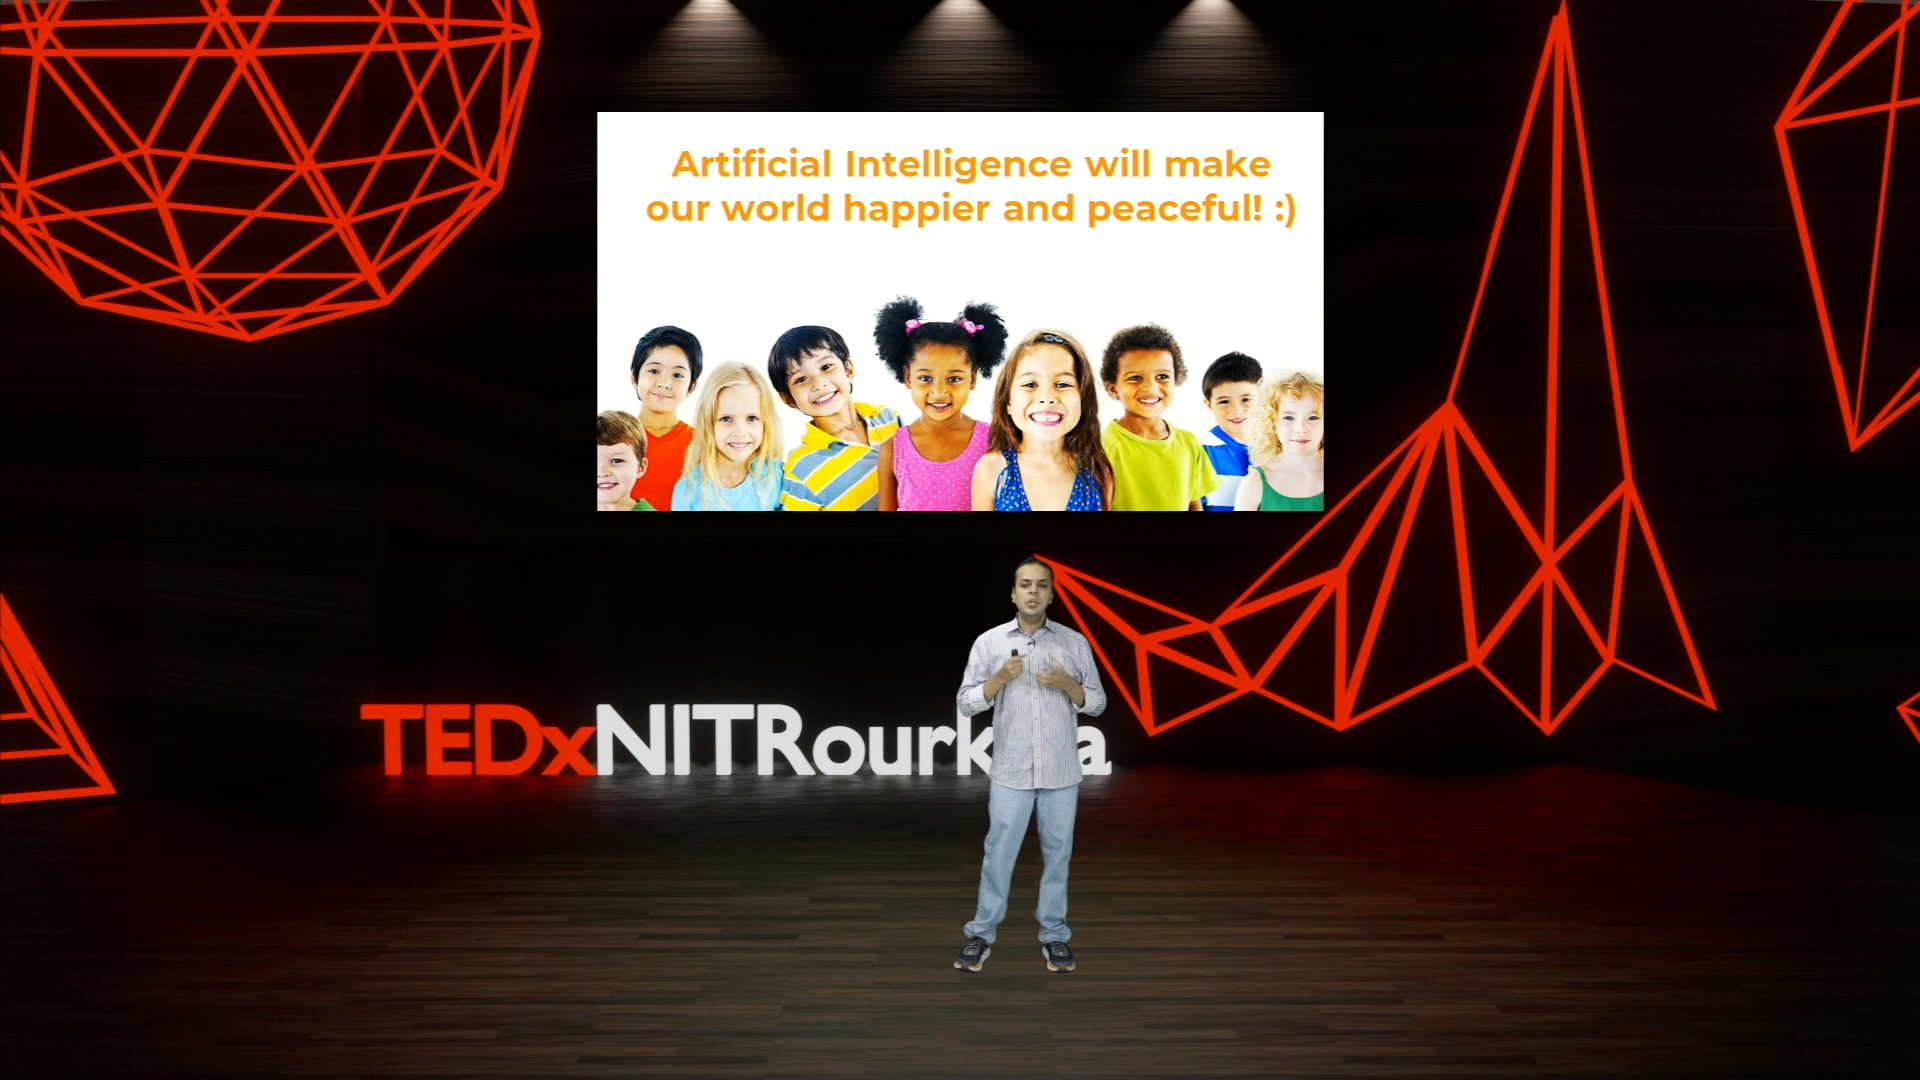 Artificial Intelligence will make
our world happier and peaceful! :)
TEDxNITRourk a